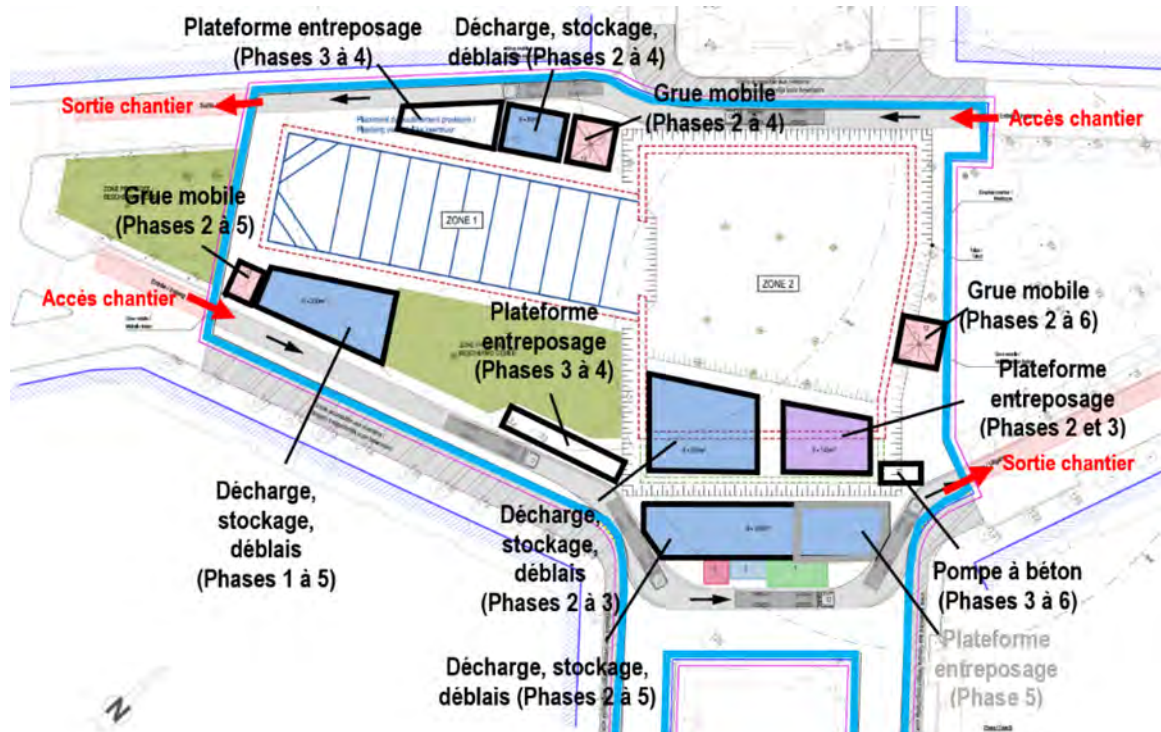 Plateforme entreposage
(Phases 3 à 4)
Décharge, stockage,
déblais (Phases 2 à 4)
Sortie chantier
Grue mobile
(Phases 2 à 4)
Accès chantier
Grue mobile
(Phases 2 à 5)
ZONE 1
ZONE 2
Accès chantier
Plateforme
entreposage
(Phases 3 à 4)
Grue mobile
(Phases 2 à 6)
Plateforme
entreposage
(Phases 2 et 3)
Sortie chantier
Décharge,
stockage,
déblais
(Phases 1 à 5)
Décharge,
stockage,
déblais
(Phases 2 à 3)
Pompe à béton
(Phases 3 à 6)
Décharge, stockage,
déblais (Phases 2 à 5)
Plateforme
entreposage
(Phase 5)
N